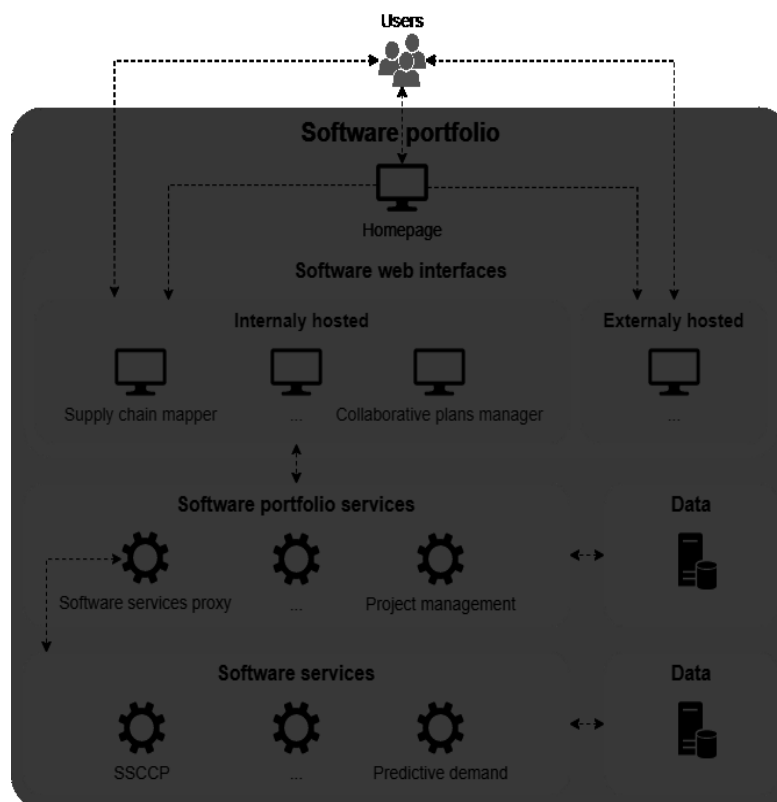 Users
Software portfolio
Homepage
Software web interfaces
Internaly hosted
Externaly hosted
Supply chain mapper
...
Collaborative plans manager
...
Software portfolio services
Data
Software services proxy
...
Project management
Software services
Data
SSCCP
...
Predictive demand